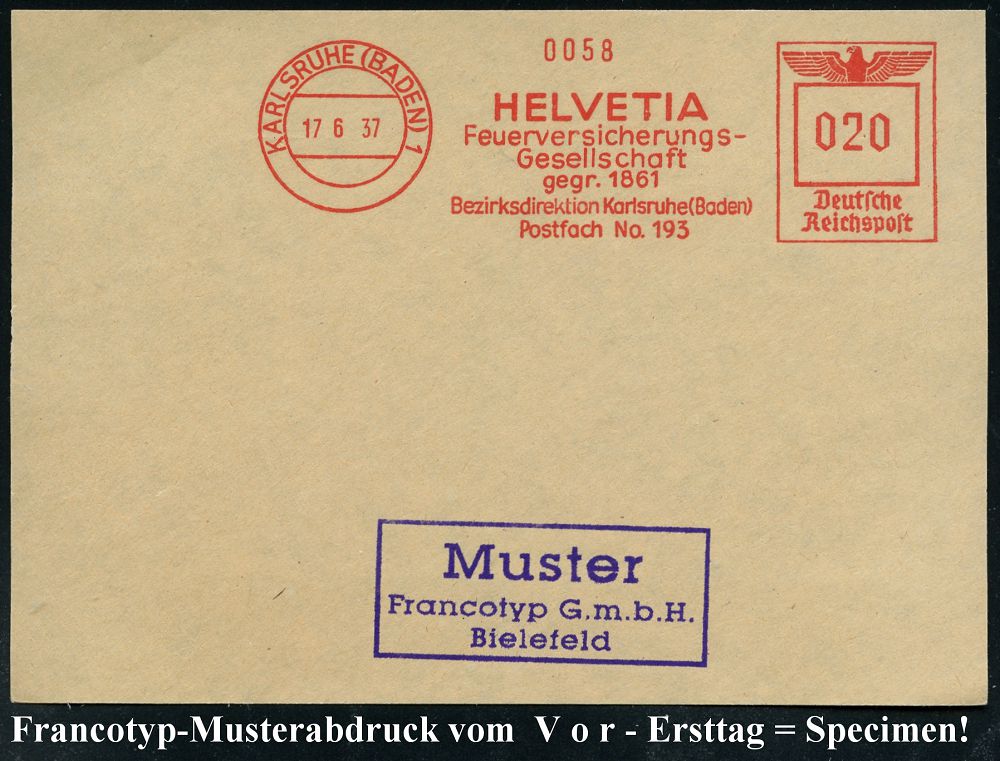 KARLSRUHE (BADEN) 1
17 6 37
0058
HELVETIA
Feuerversicherungs-
Gesellschaft
gegr. 1861
Bezirksdirektion Karlsruhe(Baden)
Postfach No. 193
020
Deutsche
Reichspost
Muster
Francotyp G.m.b.H.
Bielefeld
Francotyp-Musterabdruck vom V o r - Ersttag = Specimen!